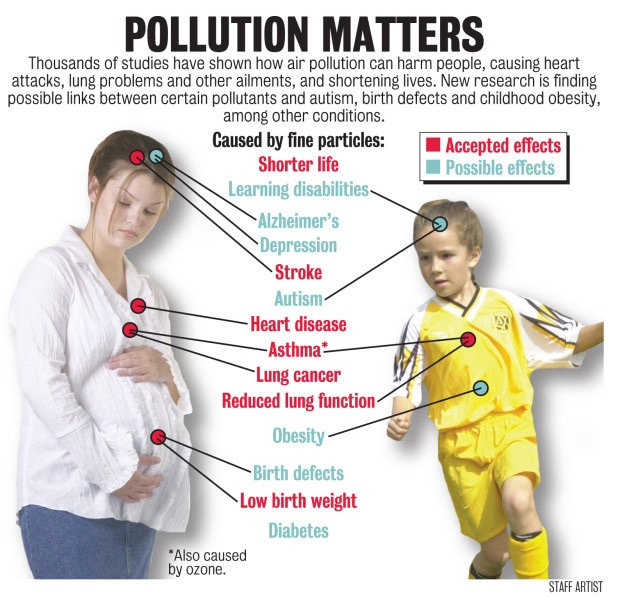 POLLUTION MATTERS
Thousands of studies have shown how air pollution can harm people, causing heart
attacks, lung problems and other ailments, and shortening lives. New research is finding
possible links between certain pollutants and autism, birth defects and childhood obesity,
among other conditions.
Caused by fine particles:
Accepted effects
Possible effects
Shorter life
Learning disabilities
Alzheimer's
Depression
Stroke
Autism
Heart disease
Asthma*
Lung cancer
Reduced lung function
Obesity
Birth defects
Low birth weight
Diabetes
*Also caused
by ozone.
STAFF ARTIST